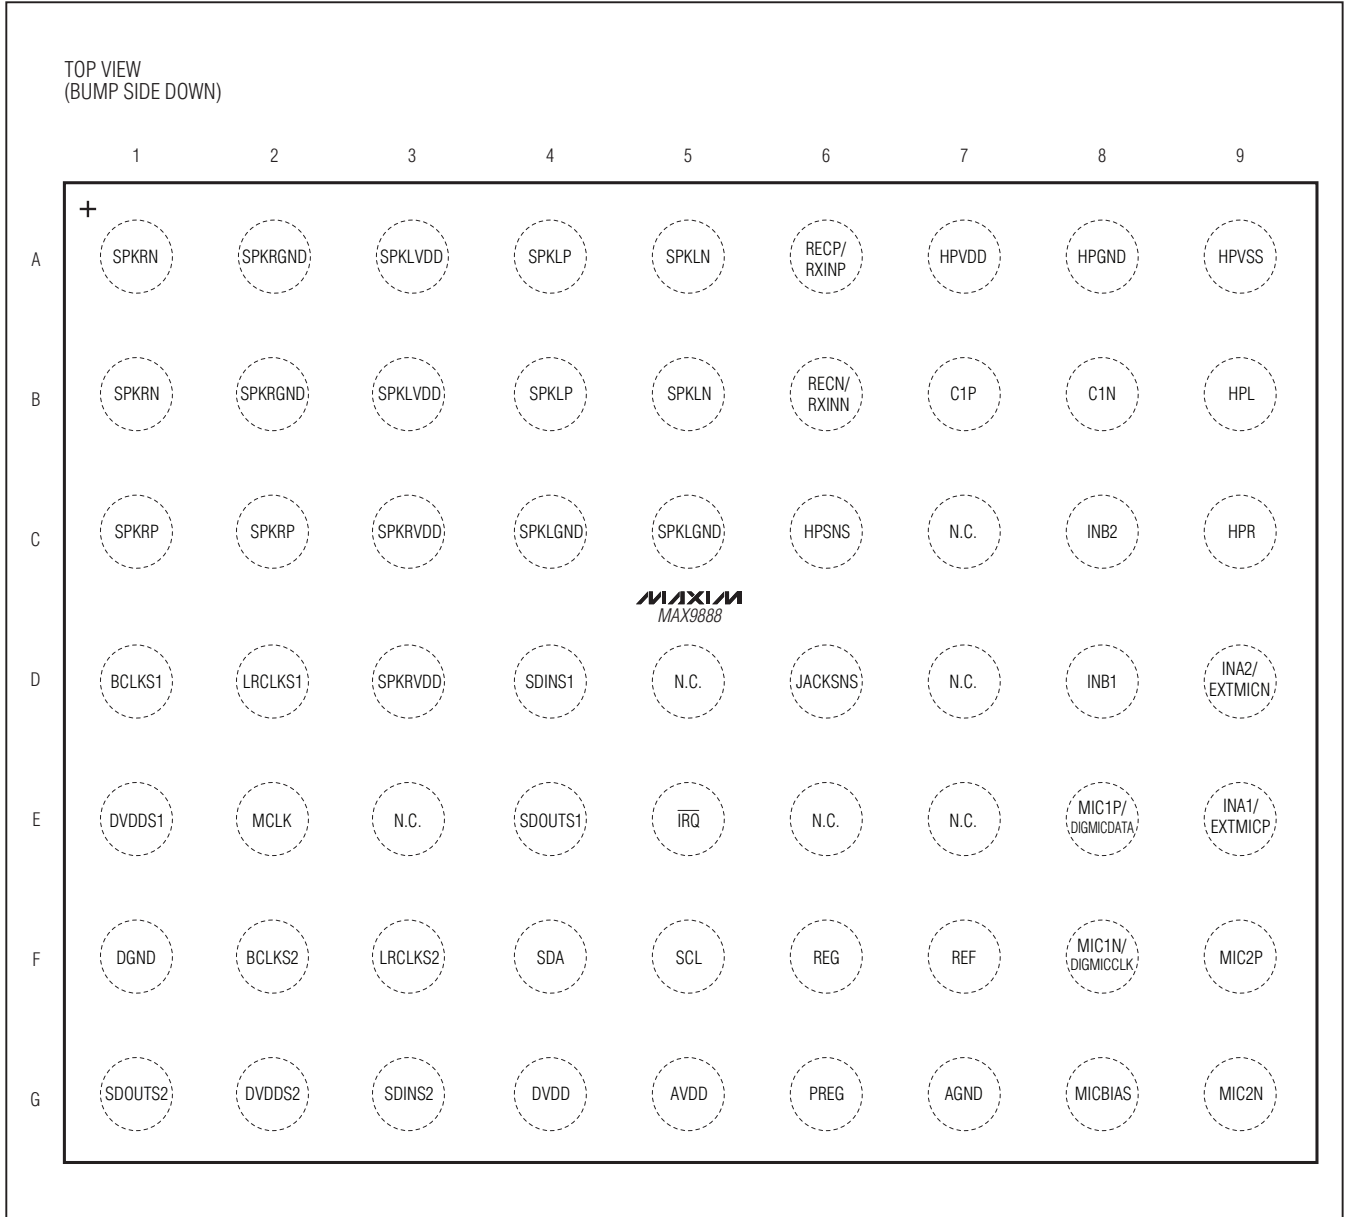 TOP VIEW
(BUMP SIDE DOWN)
1 2 3 4 5 6 7 8 9
+
A SPKRN SPKRGND SPKLVDD SPKLP SPKLN RECP/ RXINP HPVDD HPGND HPVSS
B SPKRN SPKRGND SPKLVDD SPKLP SPKLN RECN/ RXINN C1P C1N HPL
C SPKRP SPKRP SPKRVDD SPKLGND SPKLGND HPSNS N.C. INB2 HPR
MAXIM
MAX9888
D BCLKS1 LRCLKS1 SPKRVDD SDINS1 N.C. JACKSNS N.C. INB1 INA2/ EXTMICN
E DVDDS1 MCLK N.C. SDOUTS1 I̅R̅Q̅ N.C. N.C. MIC1P/ DIGMICDATA INA1/ EXTMICP
F DGND BCLKS2 LRCLKS2 SDA SCL REG REF MIC1N/ DIGMICCLK MIC2P
G SDOUTS2 DVDDS2 SDINS2 DVDD AVDD PREG AGND MICBIAS MIC2N